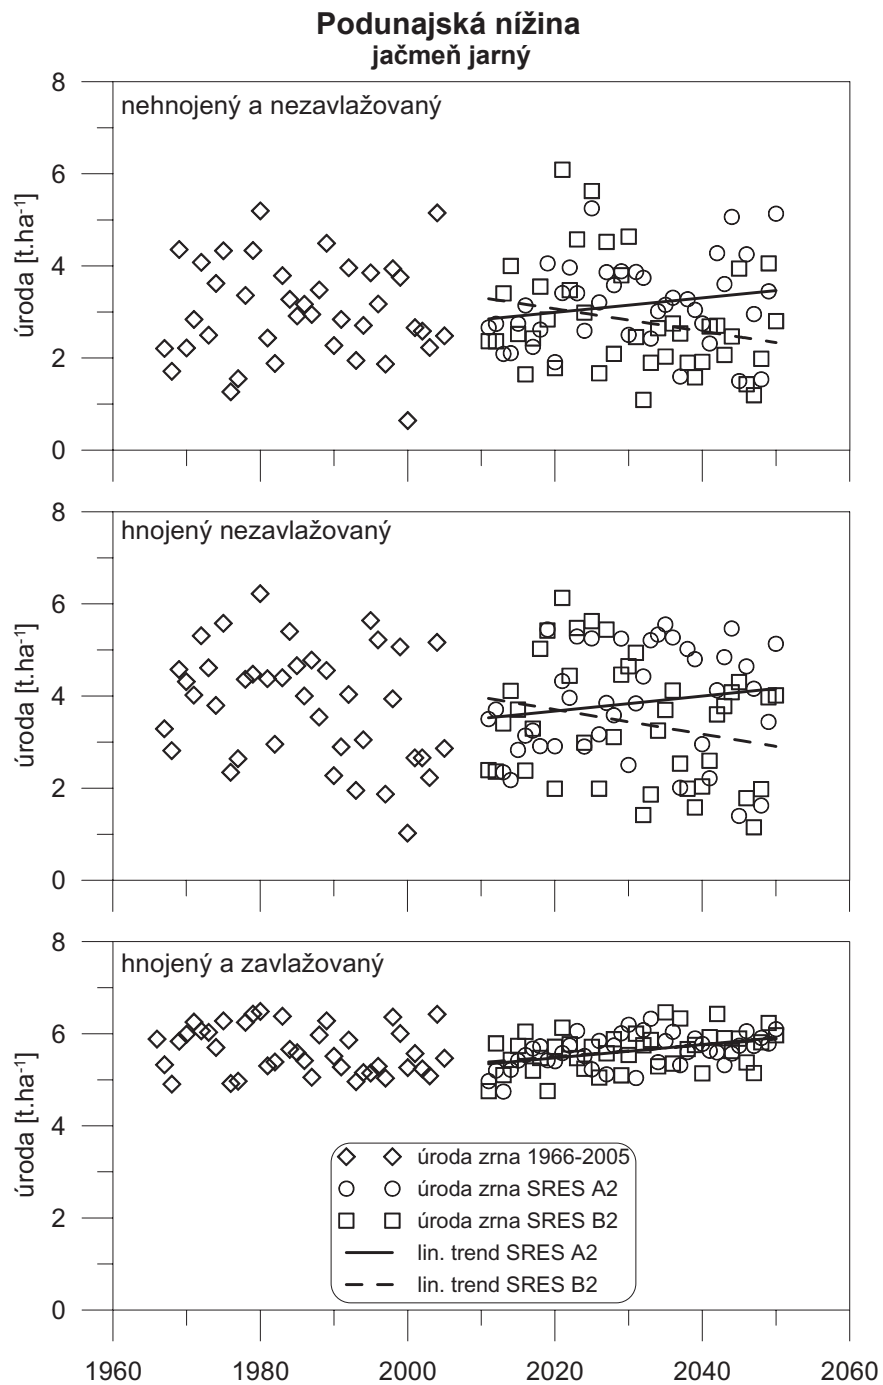 Podunajská nížina
jačmeň jarný
8
nehnojený a nezavlažovaný
6
4
2
0
úroda [t.ha-1]
8
hnojený nezavlažovaný
6
4
2
0
úroda [t.ha-1]
8
hnojený a zavlažovaný
6
4
2
0
úroda [t.ha-1]
úroda zrna 1966-2005
úroda zrna SRES A2
úroda zrna SRES B2
lin. trend SRES A2
lin. trend SRES B2
1960 1980 2000 2020 2040 2060